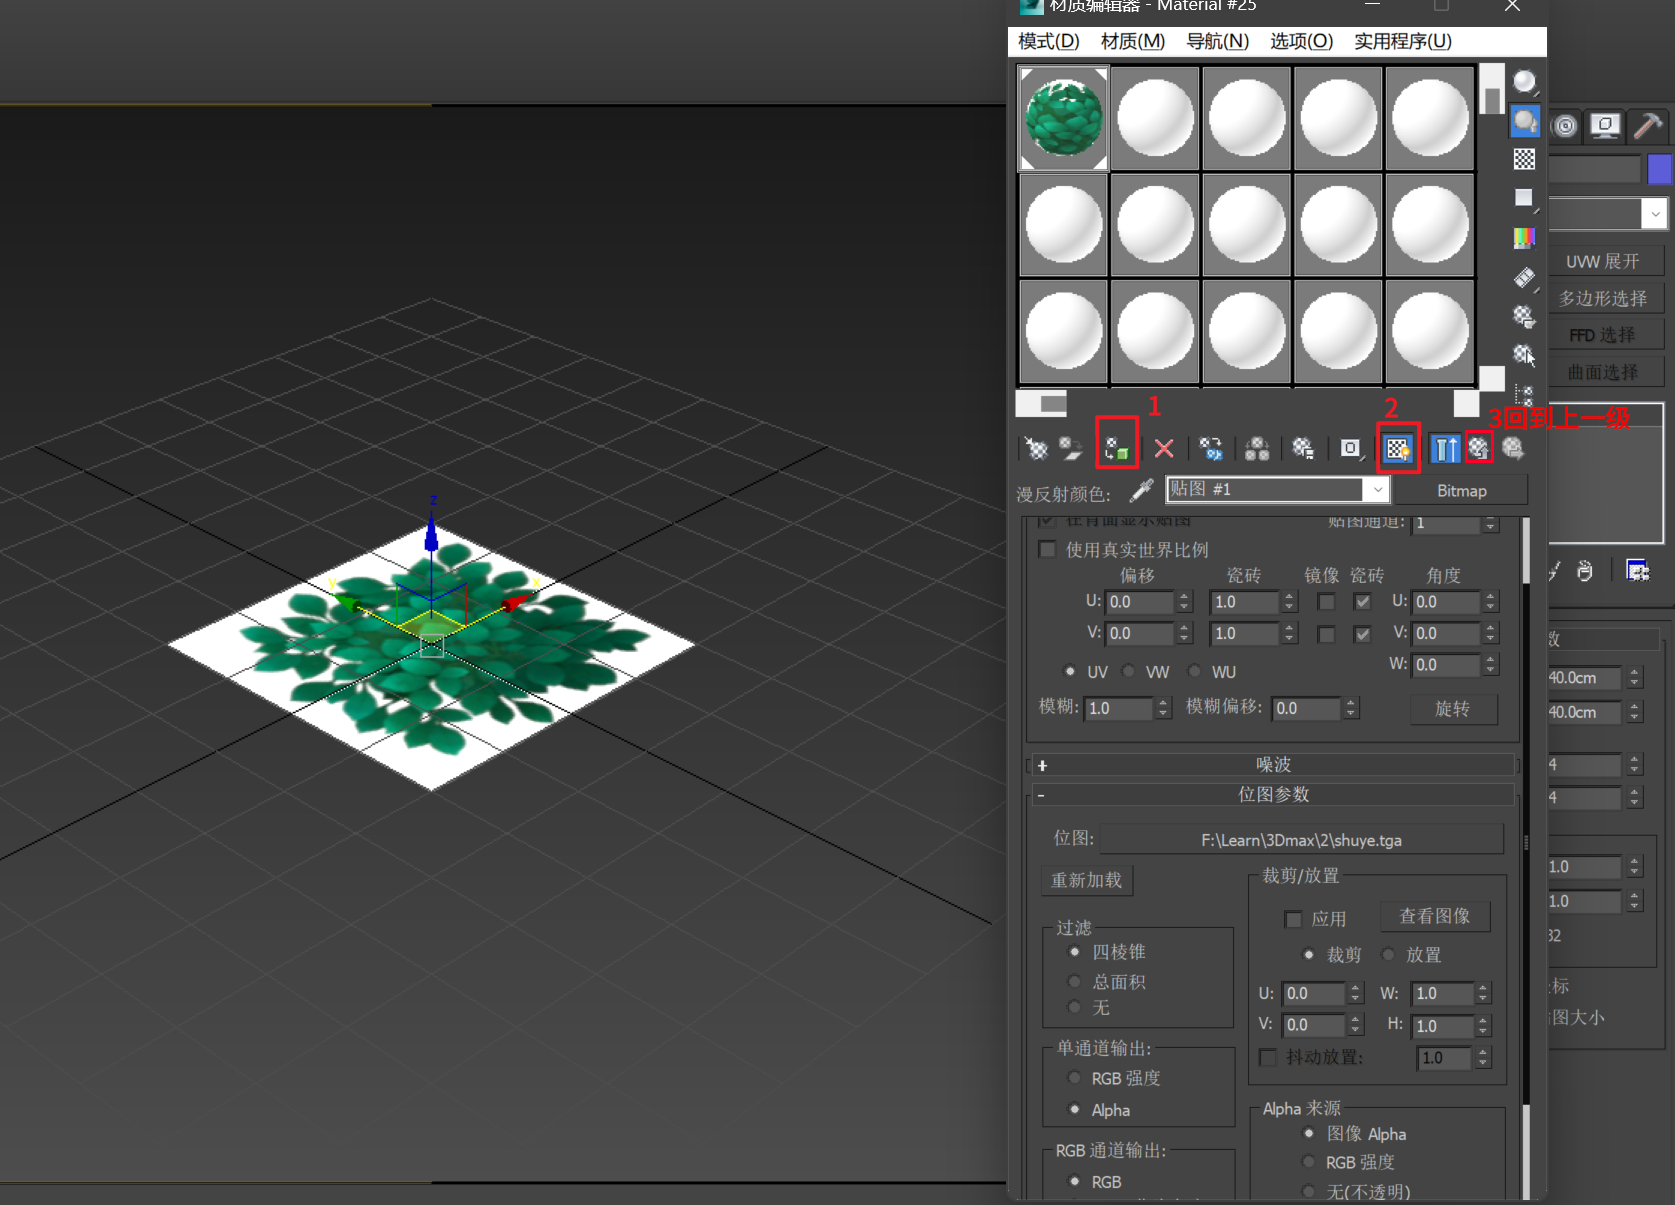 材质编辑器 - Material #25
模式(D) 材质(M) 导航(N) 选项(O) 实用程序(U)
UVW 展开
多边形选择
FFD 选择
曲面选择
1
2
3回到上一级
漫反射颜色:
贴图 #1
Bitmap
在背面显示贴图
贴图通道: 1
使用真实世界比例
偏移 瓷砖 镜像 瓷砖 角度
U: 0.0 1.0 U: 0.0
V: 0.0 1.0 V: 0.0
W: 0.0
UV VW WU
模糊: 1.0 模糊偏移: 0.0 旋转
+ 噪波
- 位图参数
位图: F:\Learn\3Dmax\2\shuye.tga
重新加载
裁剪/放置
应用 查看图像
裁剪 放置
U: 0.0 W: 1.0
V: 0.0 H: 1.0
抖动放置: 1.0
过滤
四棱锥
总面积
无
单通道输出:
RGB 强度
Alpha
RGB 通道输出:
RGB
Alpha 来源
图像 Alpha
RGB 强度
无(不透明)
数
40.0cm
40.0cm
4
4
1.0
1.0
32
标
贴图大小
z
y
x